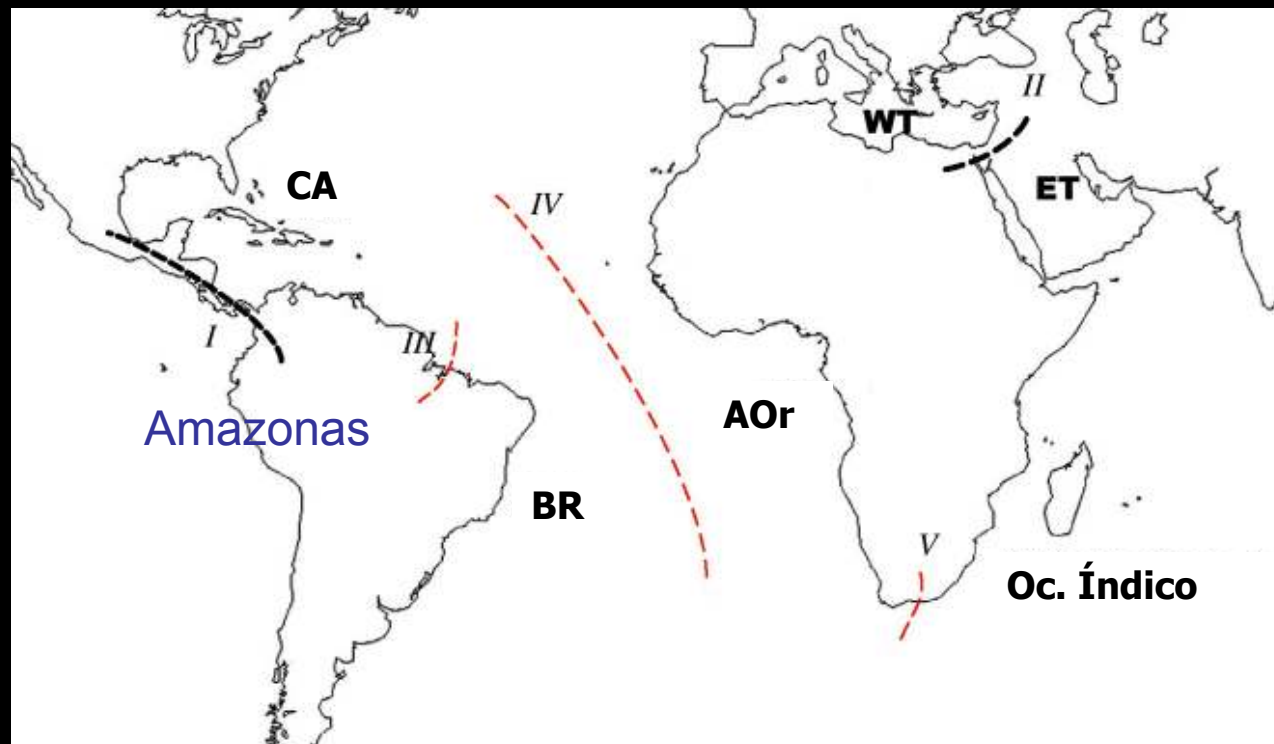 II
WT
CA
ET
IV
I
III
Amazonas
AOr
BR
V
Oc. Índico